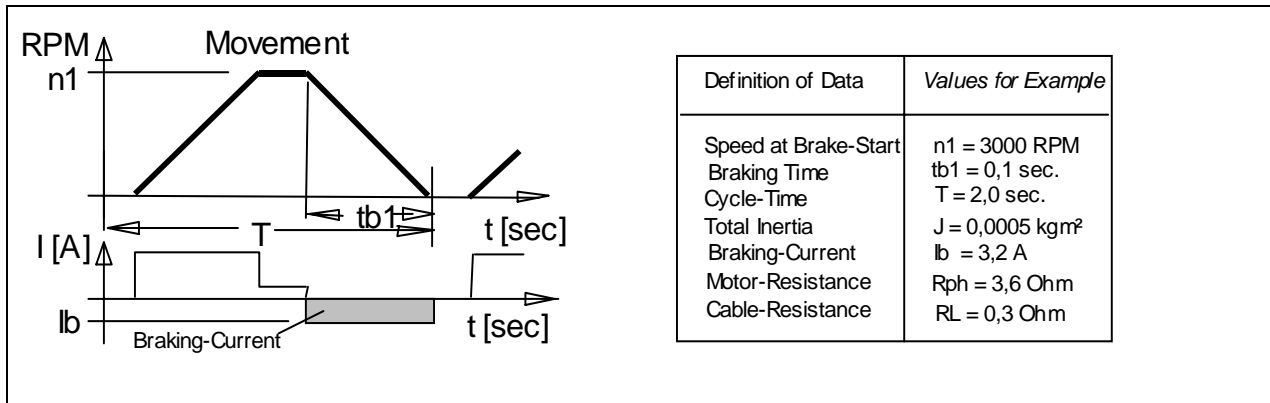 RPM
Movement
n1
tb1
T
t [sec]
I [A]
Ib
t [sec]
Braking-Current
Definition of Data Values for Example
Speed at Brake-Start n1 = 3000 RPM
Braking Time tb1 = 0,1 sec.
Cycle-Time T = 2,0 sec.
Total Inertia J = 0,0005 kgm²
Braking-Current Ib = 3,2 A
Motor-Resistance Rph = 3,6 Ohm
Cable-Resistance RL = 0,3 Ohm